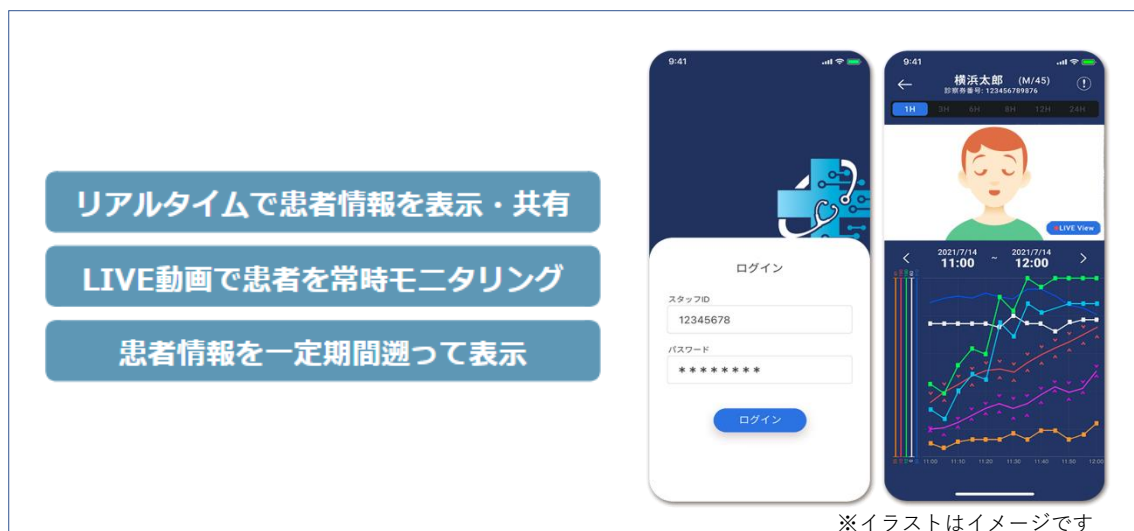 リアルタイムで患者情報を表示・共有
LIVE動画で患者を常時モニタリング
患者情報を一定期間遡って表示
9:41
ログイン
スタッフID
12345678
パスワード
********
ログイン
9:41
横浜太郎 (M/45)
診察券番号: 123456789876
1H 3H 6H 8H 12H 24H
LIVE View
2021/7/14 2021/7/14
11:00 ~ 12:00
11:00 11:10 11:20 11:30 11:40 11:50 12:00
※イラストはイメージです